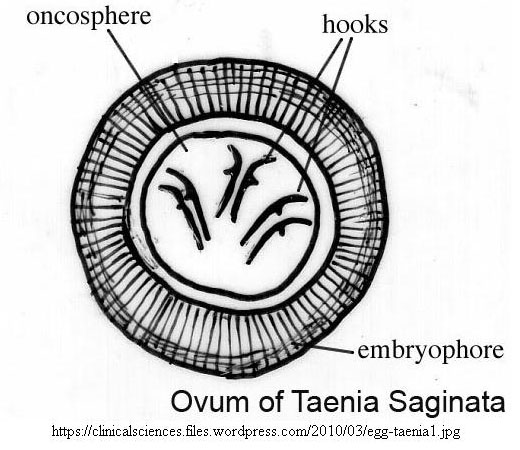 oncosphere
hooks
embryophore
Ovum of Taenia Saginata
https://clinicalsciences.files.wordpress.com/2010/03/egg-taenia1.jpg